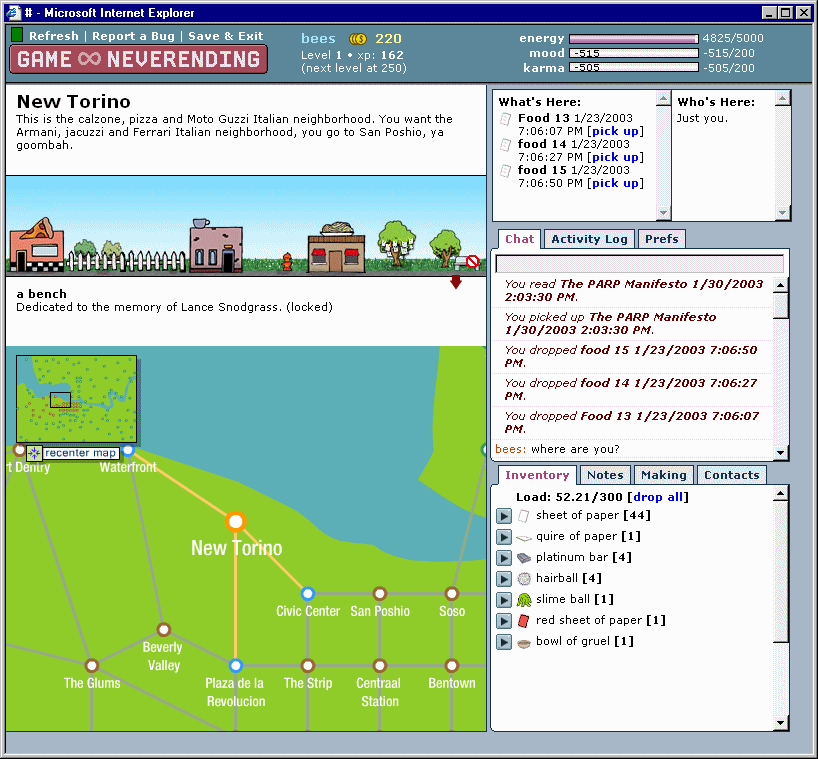 # - Microsoft Internet Explorer
Refresh | Report a Bug | Save & Exit
GAME ∞ NEVERENDING
bees 220
Level 1 • xp: 162
(next level at 250)
energy 4825/5000
mood -515 -515/200
karma -505 -505/200
New Torino
This is the calzone, pizza and Moto Guzzi Italian neighborhood. You want the
Armani, jacuzzi and Ferrari Italian neighborhood, you go to San Poshio, ya
goombah.
a bench
Dedicated to the memory of Lance Snodgrass. (locked)
recenter map
t Dentry
Waterfront
New Torino
Civic Center
San Poshio
Soso
Beverly
Valley
The Glums
Plaza de la
Revolucion
The Strip
Centraal
Station
Bentown
What's Here:
Food 13 1/23/2003
7:06:07 PM [pick up]
food 14 1/23/2003
7:06:27 PM [pick up]
food 15 1/23/2003
7:06:50 PM [pick up]
Who's Here:
Just you.
Chat
Activity Log
Prefs
You read The PARP Manifesto 1/30/2003
2:03:30 PM.
You picked up The PARP Manifesto
1/30/2003 2:03:30 PM.
You dropped food 15 1/23/2003 7:06:50
PM.
You dropped food 14 1/23/2003 7:06:27
PM.
You dropped Food 13 1/23/2003 7:06:07
PM.
bees: where are you?
Inventory
Notes
Making
Contacts
Load: 52.21/300 [drop all]
sheet of paper [44]
quire of paper [1]
platinum bar [4]
hairball [4]
slime ball [1]
red sheet of paper [1]
bowl of gruel [1]